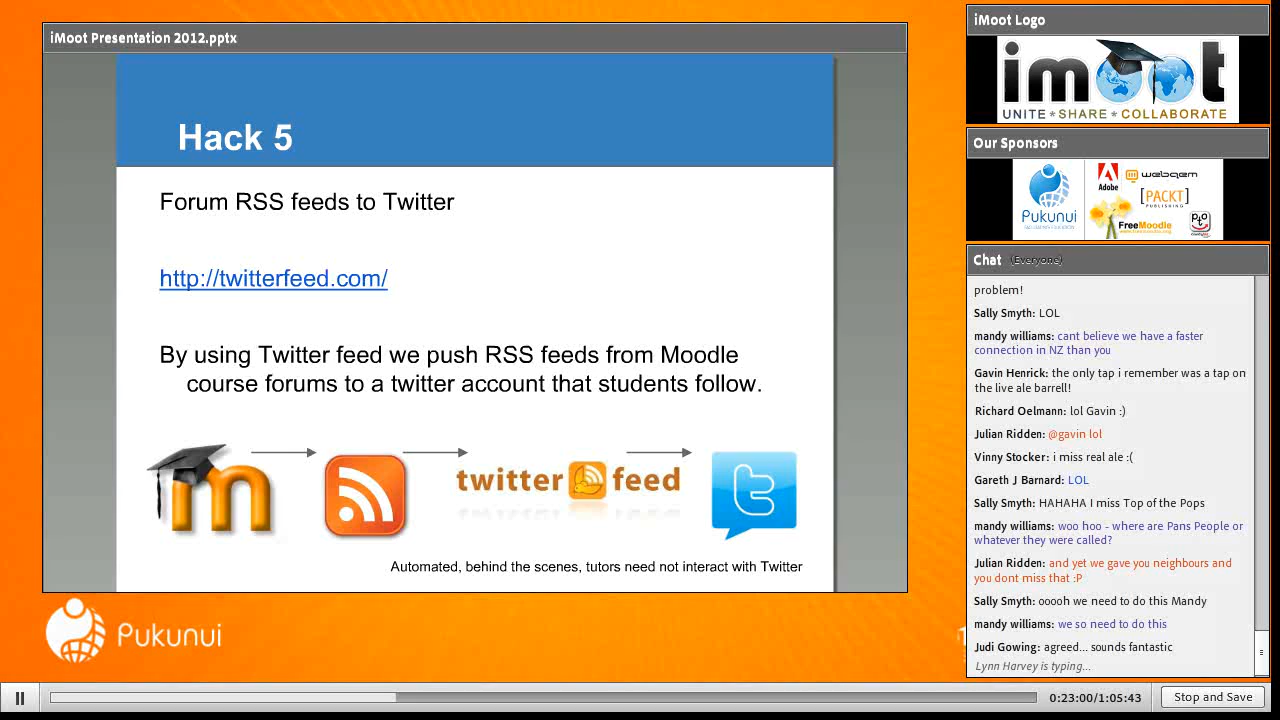 iMoot Presentation 2012.pptx
Hack 5
Forum RSS feeds to Twitter
http://twitterfeed.com/
By using Twitter feed we push RSS feeds from Moodle
course forums to a twitter account that students follow.
m
twitter feed
t
Automated, behind the scenes, tutors need not interact with Twitter
Pukunui
iMoot Logo
imoot
UNITE * SHARE * COLLABORATE
Our Sponsors
Pukunui
Adobe
webqem
[PACKT]
PUBLISHING
FreeMoodle
Chat (Everyone)
problem!
Sally Smyth: LOL
mandy williams: cant believe we have a faster
connection in NZ than you
Gavin Henrick: the only tap i remember was a tap on
the live ale barrell!
Richard Oelmann: lol Gavin :)
Julian Ridden: @gavin lol
Vinny Stocker: i miss real ale :(
Gareth J Barnard: LOL
Sally Smyth: HAHAHA I miss Top of the Pops
mandy williams: woo hoo - where are Pans People or
whatever they were called?
Julian Ridden: and yet we gave you neighbours and
you dont miss that :P
Sally Smyth: ooooh we need to do this Mandy
mandy williams: we so need to do this
Judi Gowing: agreed... sounds fantastic
Lynn Harvey is typing...
0:23:00/1:05:43
Stop and Save